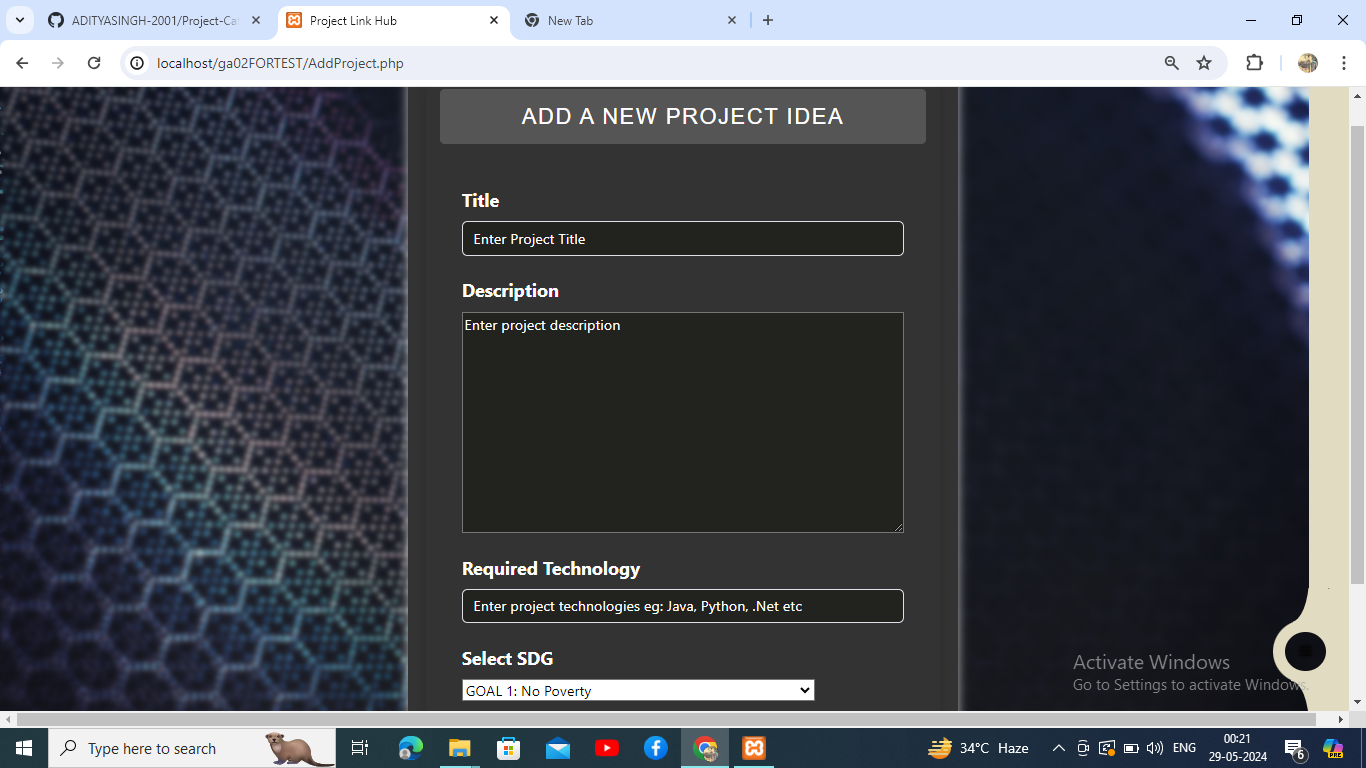 ADITYASINGH-2001/Project-Ca
Project Link Hub
New Tab
localhost/ga02FORTEST/AddProject.php
ADD A NEW PROJECT IDEA
Title
Enter Project Title
Description
Enter project description
Required Technology
Enter project technologies eg: Java, Python, .Net etc
Select SDG
GOAL 1: No Poverty
Activate Windows
Go to Settings to activate Windows.
Type here to search
34°C Haze
ENG
00:21
29-05-2024
6
PRE